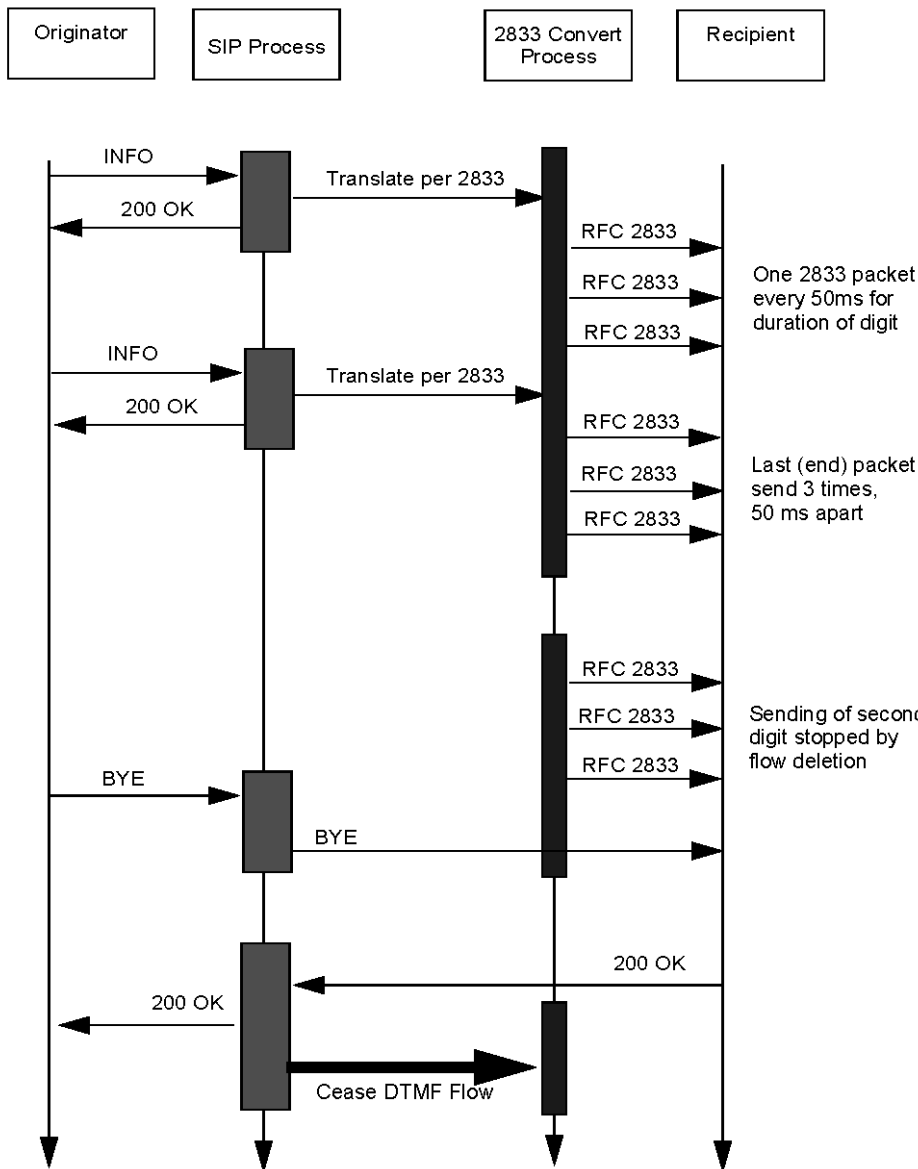 Originator
SIP Process
2833 Convert
Process
Recipient
INFO
Translate per 2833
200 OK
RFC 2833
RFC 2833
RFC 2833
One 2833 packet
every 50ms for
duration of digit
INFO
Translate per 2833
200 OK
RFC 2833
RFC 2833
RFC 2833
Last (end) packet
send 3 times,
50 ms apart
RFC 2833
RFC 2833
RFC 2833
Sending of second
digit stopped by
flow deletion
BYE
BYE
200 OK
200 OK
Cease DTMF Flow